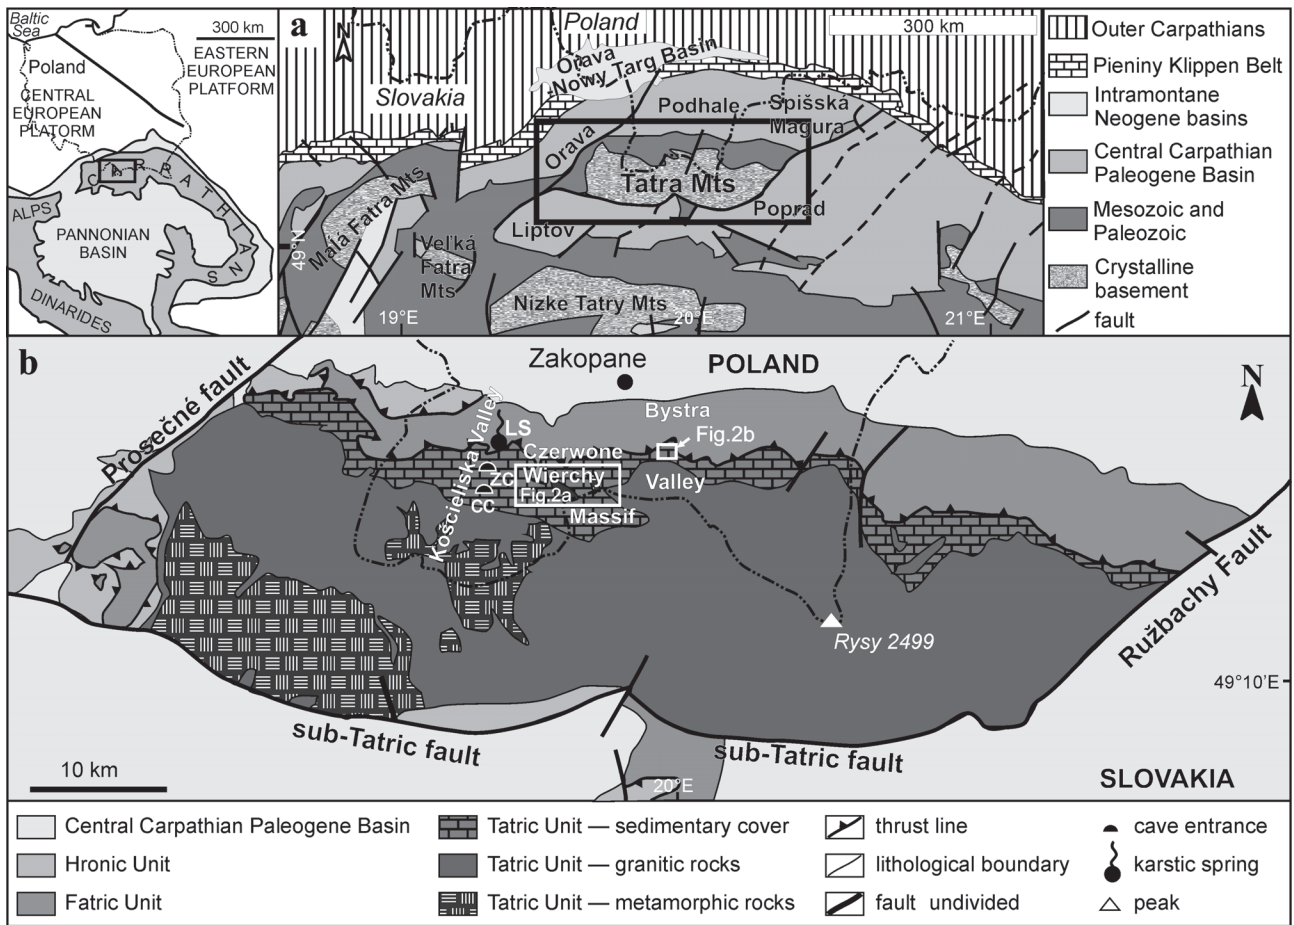 Baltic
Sea
300 km
Poland
EASTERN
EUROPEAN
PLATFORM
CENTRAL
EUROPEAN
PLATORM
CARPATHIANS
ALPS
PANNONIAN
BASIN
DINARIDES
a
N
Poland
300 km
Slovakia
Orava
-Nowy Targ Basin
Podhale
Spišská
Magura
Orava
Tatra Mts
Poprad
Liptov
Malá Fatra Mts
Veľká
Fatra
Mts
Nízke Tatry Mts
49°N
19°E
20°E
21°E
Outer Carpathians
Pieniny Klippen Belt
Intramontane
Neogene basins
Central Carpathian
Paleogene Basin
Mesozoic and
Paleozoic
Crystalline
basement
fault
b
Zakopane
POLAND
N
Prosečné fault
Kościeliska Valley
LS
Bystra
Fig.2b
Czerwone
ZC
Wierchy
Valley
Fig.2a
CC
Massif
Rysy 2499
Ružbachy Fault
49°10'E
sub-Tatric fault
sub-Tatric fault
10 km
20°E
SLOVAKIA
Central Carpathian Paleogene Basin
Hronic Unit
Fatric Unit
Tatric Unit — sedimentary cover
Tatric Unit — granitic rocks
Tatric Unit — metamorphic rocks
thrust line
lithological boundary
fault undivided
cave entrance
karstic spring
peak